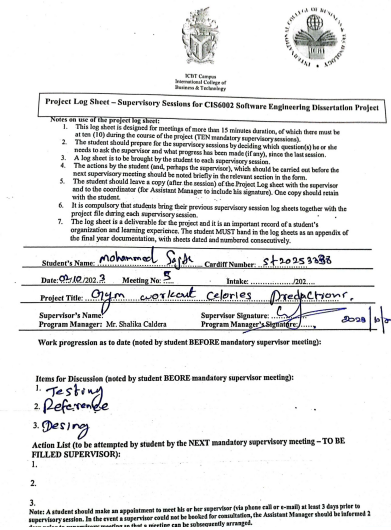 ICBT Campus
International College of
Business & Technology
Project Log Sheet – Supervisory Sessions for CIS6002 Software Engineering Dissertation Project
Notes on use of the project log sheet:
1. This log sheet is designed for meetings of more than 15 minutes duration, of which there must be
at ten (10) during the course of the project (TEN mandatory supervisory sessions).
2. The student should prepare for the supervisory sessions by deciding which question(s) he or she
needs to ask the supervisor and what progress has been made (if any), since the last session.
3. A log sheet is to be brought by the student to each supervisory session.
4. The actions by the student (and, perhaps the supervisor), which should be carried out before the
next supervisory meeting should be noted briefly in the relevant section in the form.
5. The student should leave a copy (after the session) of the Project Log sheet with the supervisor
and to the coordinator (for Assistant Manager to include his signature). One copy should retain
with the student.
6. It is compulsory that students bring their previous supervisory session log sheets together with the
project file during each supervisory session.
7. The log sheet is a deliverable for the project and it is important record of a student's
organization and learning experience. The student MUST hand in the log sheets as an appendix of
the final year documentation, with sheets dated and numbered consecutively.
Student's Name: Mohammed Cardiff Number: St20253288
Date: /10/2023 Meeting No: 5 Intake: ............/202....
Project Title: Gym workout Celories Predactions.
Supervisor's Name: Supervisor Signature:
Program Manager: Mr. Shalika Caldera Program Manager's Signature:
Work progression as to date (noted by student BEFORE mandatory supervisor meeting):
Items for Discussion (noted by student BEORE mandatory supervisor meeting):
1. Testing
2. Reference
3. Desing
Action List (to be attempted by student by the NEXT mandatory supervisory meeting – TO BE
FILLED SUPERVISOR):
1.
2.
3.
Note: A student should make an appointment to meet his or her supervisor (via phone call or e-mail) at least 3 days prior to
supervisory session. In the event a supervisor could not be booked for consultation, the Assistant Manager should be informed 2
days prior to supervisory meeting so that a meeting can be subsequently arranged.